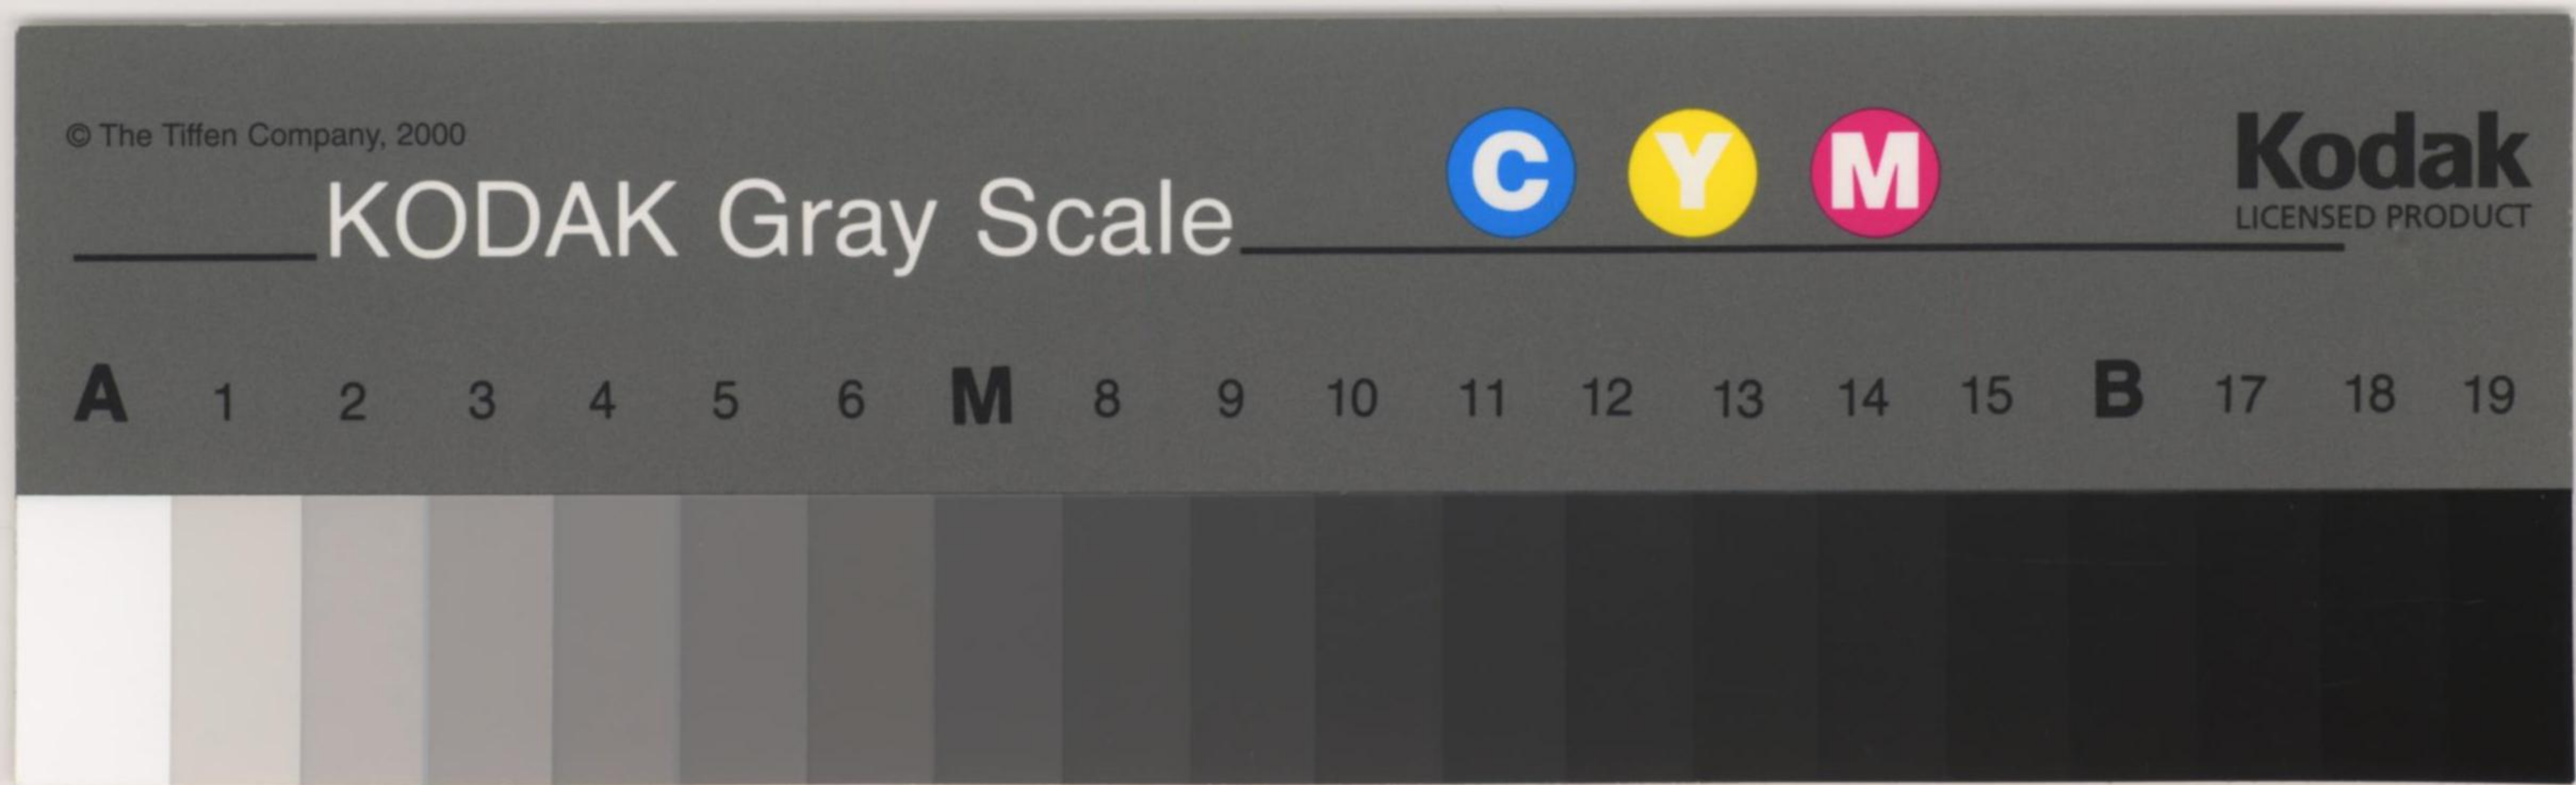 © The Tiffen Company, 2000
KODAK Gray Scale
C Y M
Kodak
LICENSED PRODUCT
A 1 2 3 4 5 6 M 8 9 10 11 12 13 14 15 B 17 18 19